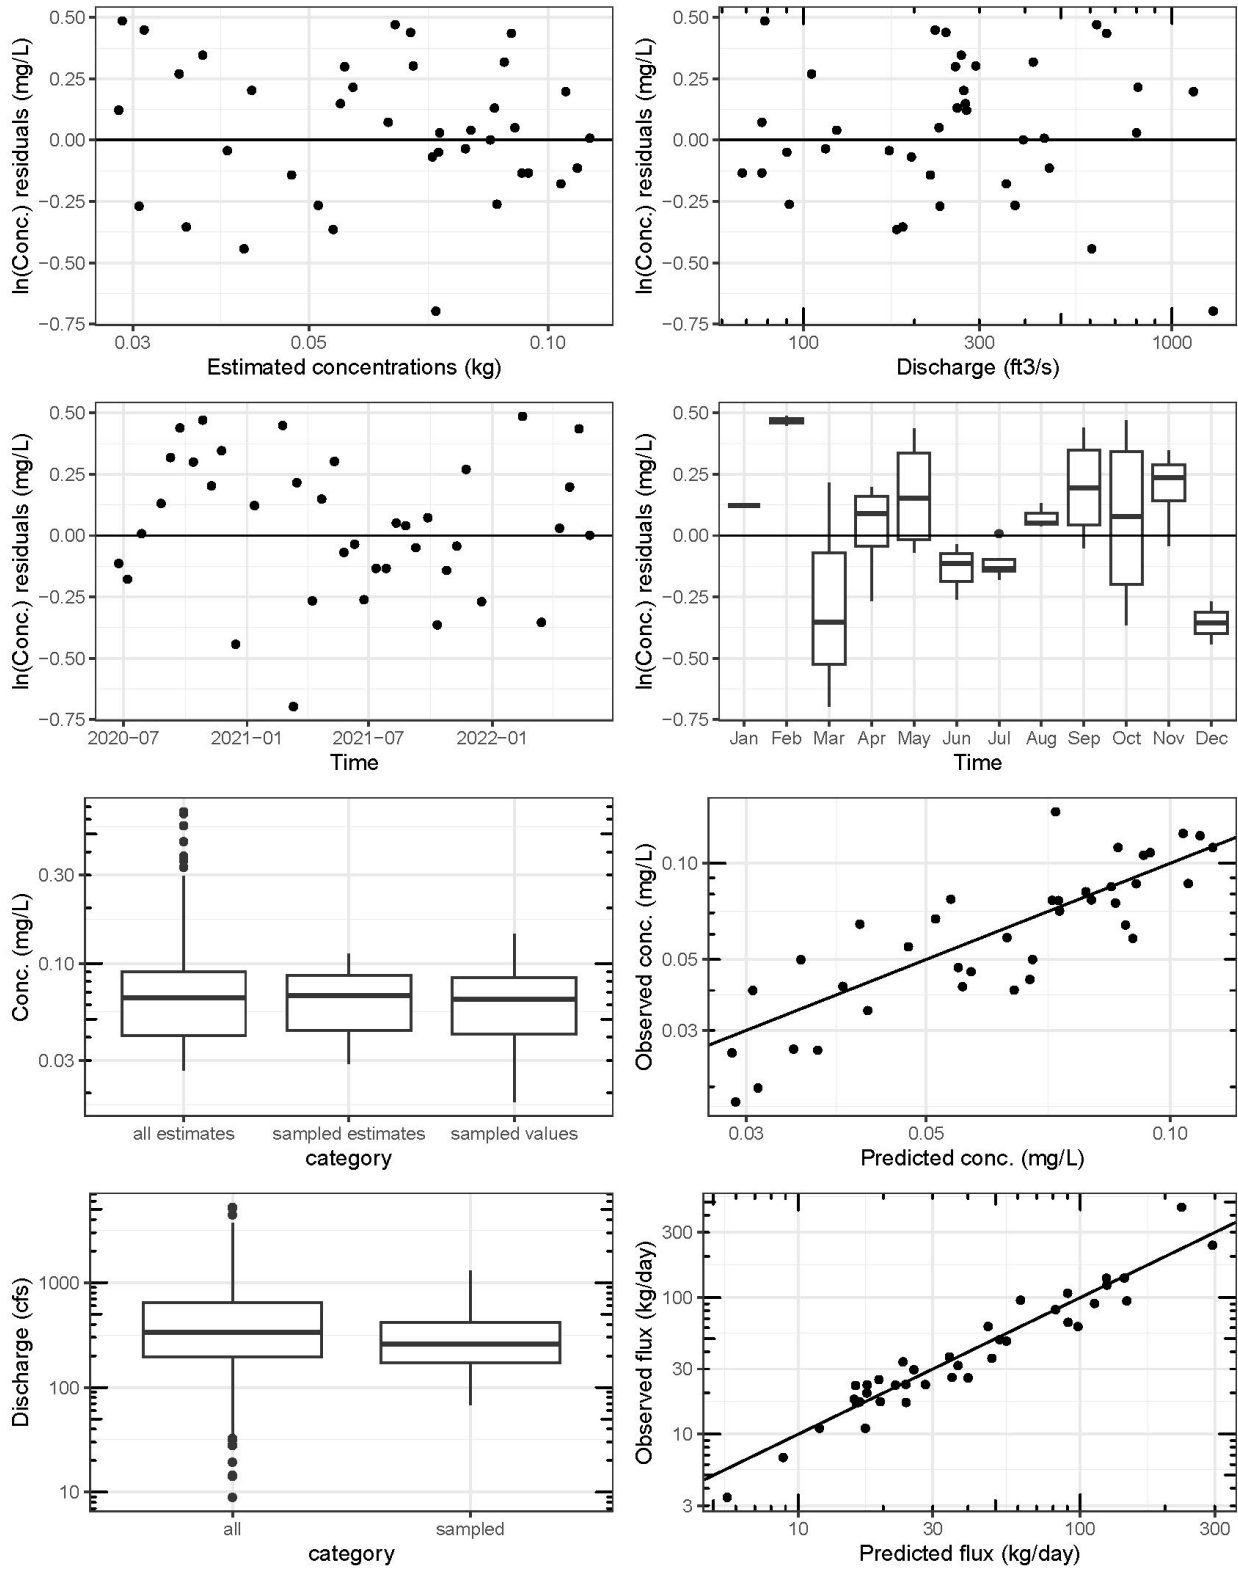 ln(Conc.) residuals (mg/L)
0.50
0.25
0.00
−0.25
−0.50
−0.75
0.03 0.05 0.10
Estimated concentrations (kg)
ln(Conc.) residuals (mg/L)
0.50
0.25
0.00
−0.25
−0.50
−0.75
100 300 1000
Discharge (ft3/s)
ln(Conc.) residuals (mg/L)
0.50
0.25
0.00
−0.25
−0.50
−0.75
2020−07 2021−01 2021−07 2022−01
Time
ln(Conc.) residuals (mg/L)
0.50
0.25
0.00
−0.25
−0.50
−0.75
Jan Feb Mar Apr May Jun Jul Aug Sep Oct Nov Dec
Time
Conc. (mg/L)
0.30
0.10
0.03
all estimates sampled estimates sampled values
category
Observed conc. (mg/L)
0.10
0.05
0.03
0.03 0.05 0.10
Predicted conc. (mg/L)
Discharge (cfs)
1000
100
10
all sampled
category
Observed flux (kg/day)
300
100
30
10
3
10 30 100 300
Predicted flux (kg/day)